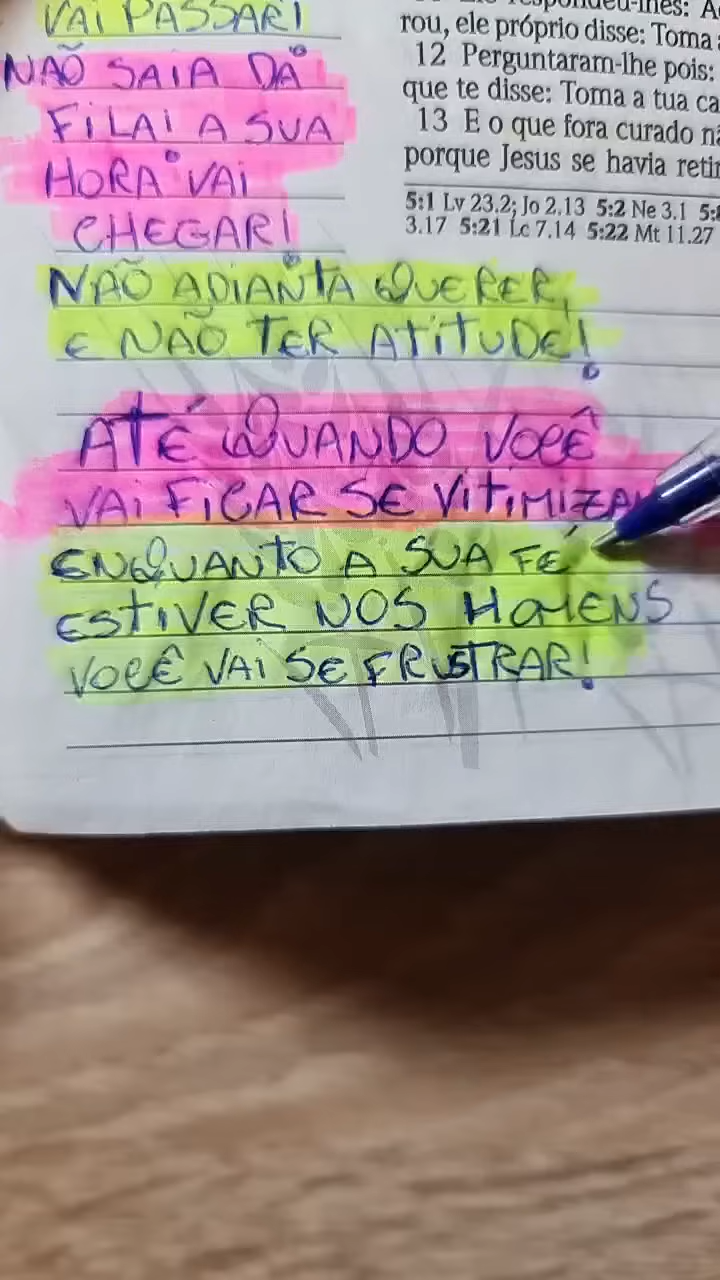 VAI PASSAR!
NÃO SAIA DA
FILA! A SUA
HORA VAI
CHEGAR!
NÃO ADIANTA QUERER,
E NÃO TER ATITUDE!
ATÉ QUANDO VOCÊ
VAI FICAR SE VITIMIZAN
ENQUANTO A SUA FÉ
ESTIVER NOS HOMENS
VOCÊ VAI SE FRUSTRAR!
rou, ele próprio disse: Toma
12 Perguntaram-lhe pois:
que te disse: Toma a tua ca
13 E o que fora curado
porque Jesus se havia retir
5:1 Lv 23.2; Jo 2.13 5:2 Ne 3.1
3.17 5:21 Lc 7.14 5:22 Mt 11.27